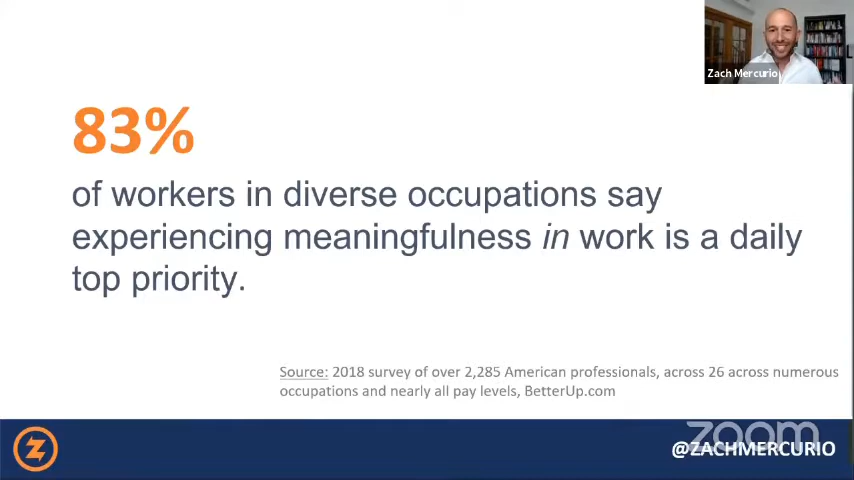 Zach Mercurio
83%
of workers in diverse occupations say
experiencing meaningfulness in work is a daily
top priority.
Source: 2018 survey of over 2,285 American professionals, across 26 across numerous
occupations and nearly all pay levels, BetterUp.com
zoom
@ZACHMERCURIO